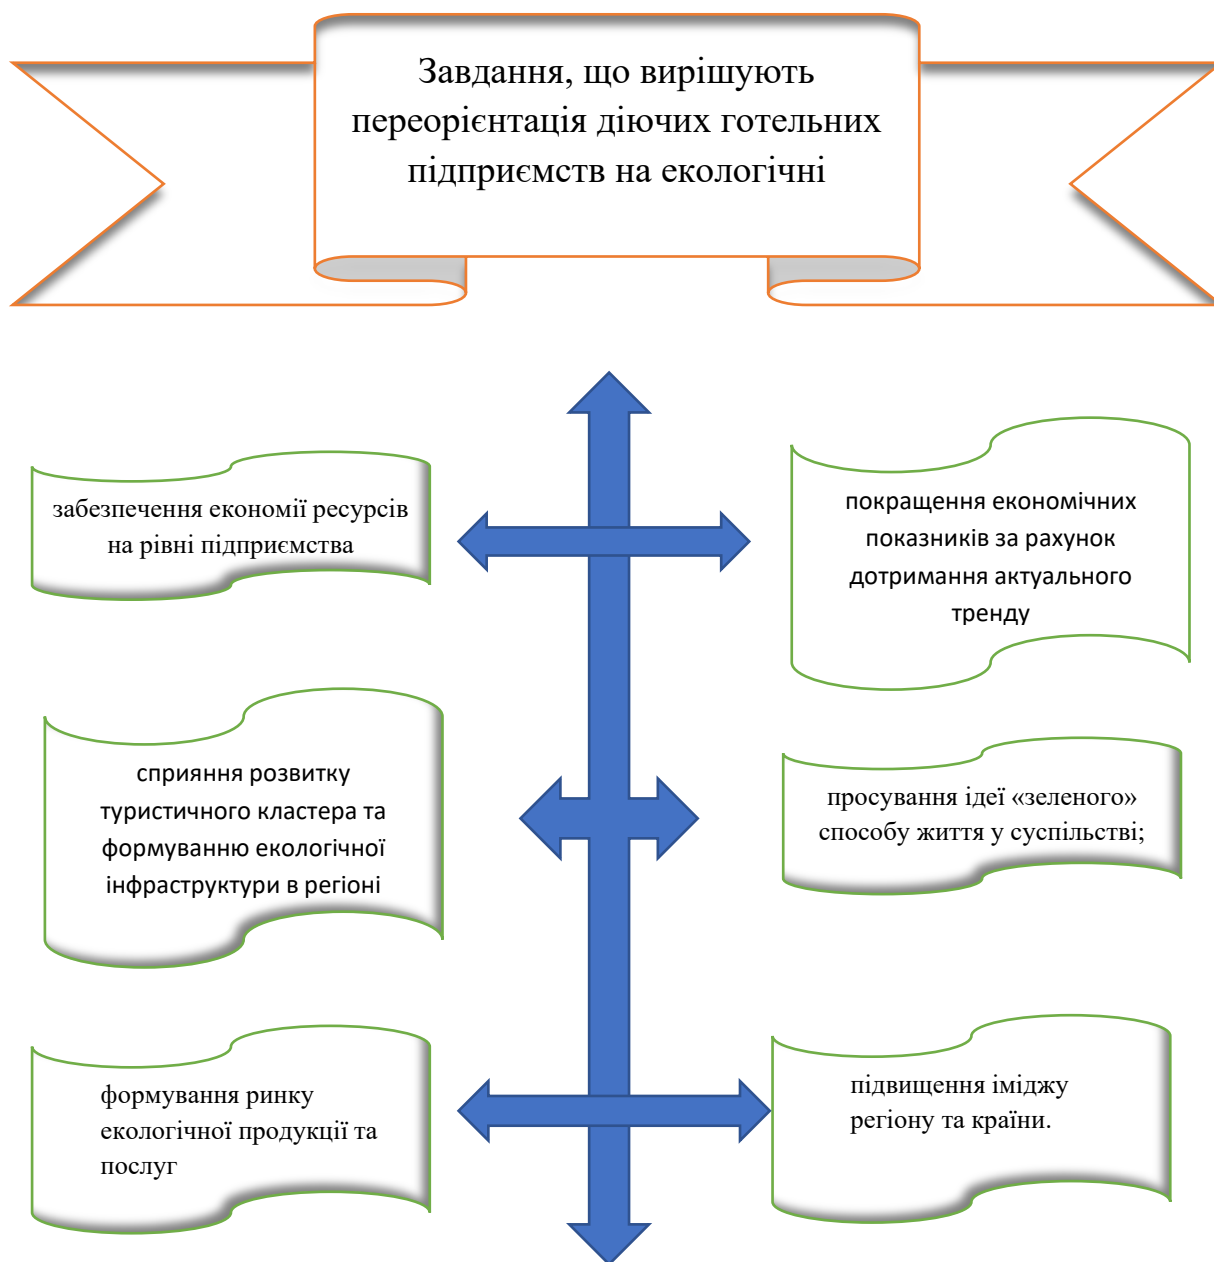 Завдання, що вирішують
переорієнтація діючих готельних
підприємств на екологічні
забезпечення економії ресурсів
на рівні підприємства
покращення економічних
показників за рахунок
дотримання актуального
тренду
сприяння розвитку
туристичного кластера та
формуванню екологічної
інфраструктури в регіоні
просування ідеї «зеленого»
способу життя у суспільстві;
формування ринку
екологічної продукції та
послуг
підвищення іміджу
регіону та країни.